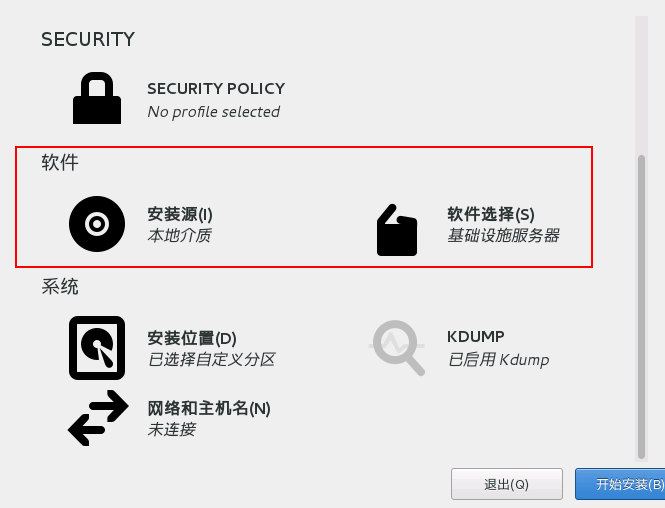 SECURITY
SECURITY POLICY
No profile selected
软件
安装源(I)
本地介质
软件选择(S)
基础设施服务器
系统
安装位置(D)
已选择自定义分区
KDUMP
已启用 Kdump
网络和主机名(N)
未连接
退出(Q)
开始安装(B)